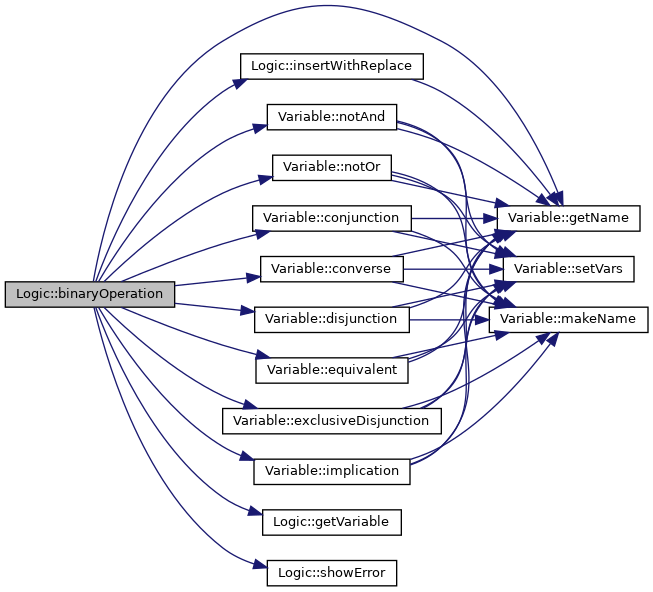 Logic::binaryOperation
Logic::insertWithReplace
Variable::notAnd
Variable::notOr
Variable::conjunction
Variable::converse
Variable::disjunction
Variable::equivalent
Variable::exclusiveDisjunction
Variable::implication
Logic::getVariable
Logic::showError
Variable::getName
Variable::setVars
Variable::makeName